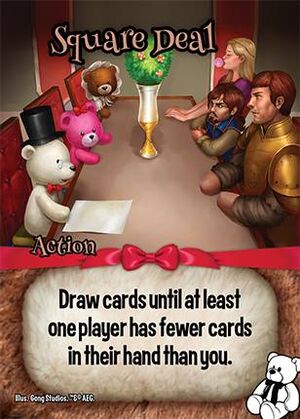 Square Deal
Action
Draw cards until at least
one player has fewer cards
in their hand than you.
Illus. Gong Studios, ™&© AEG.